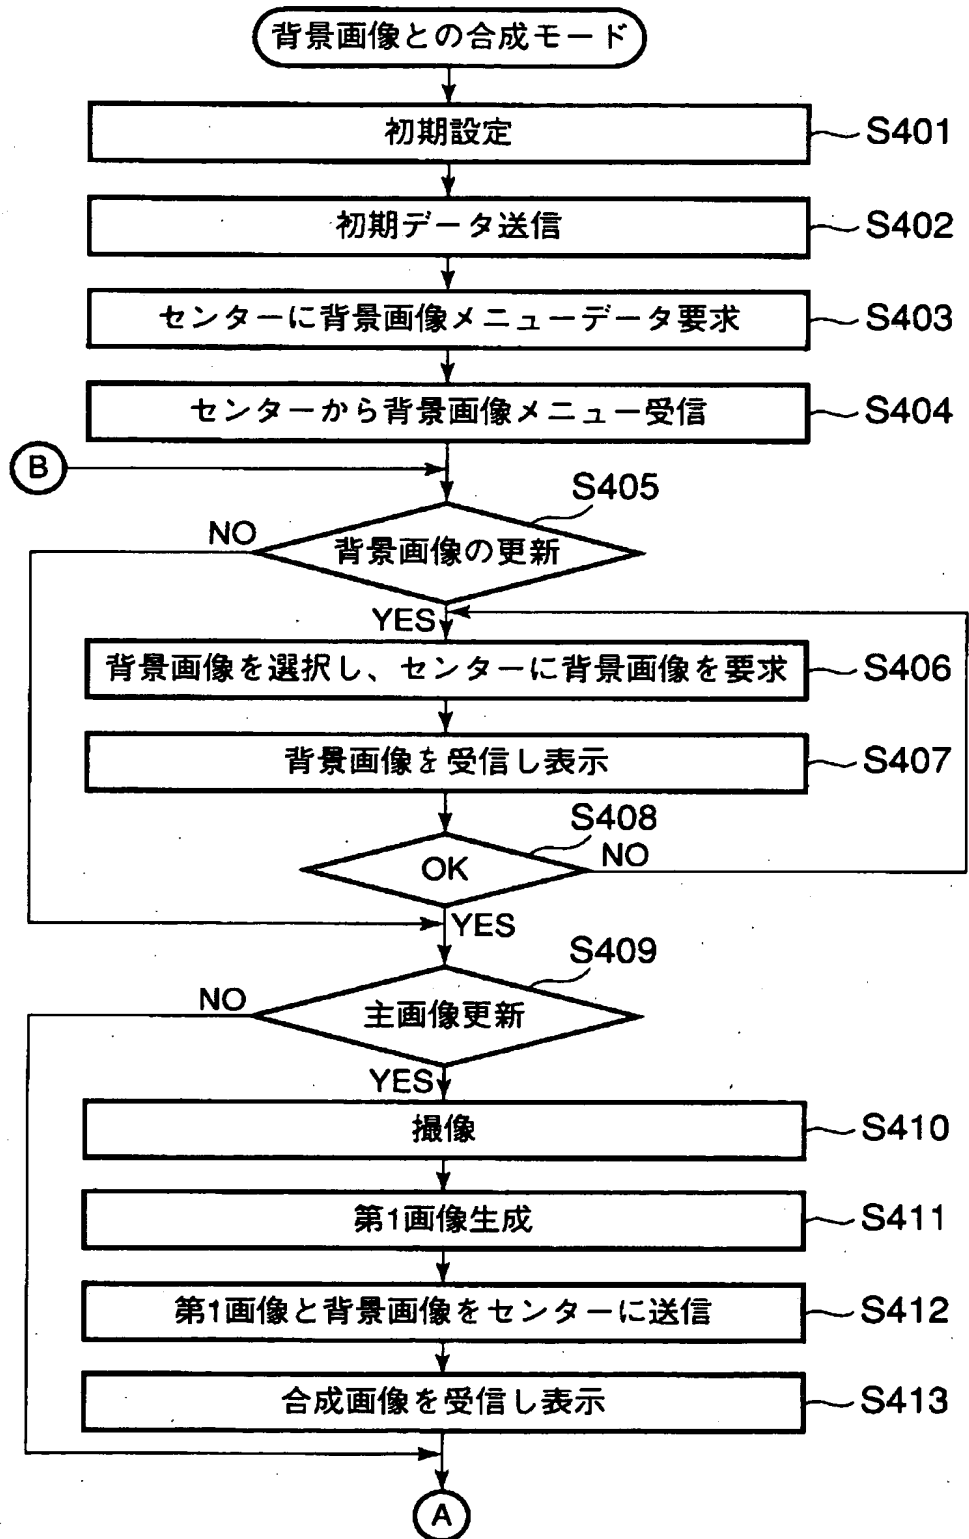 背景画像との合成モード
初期設定
S401
初期データ送信
S402
センターに背景画像メニューデータ要求
S403
センターから背景画像メニュー受信
S404
B
S405
NO
背景画像の更新
YES
背景画像を選択し、センターに背景画像を要求
S406
背景画像を受信し表示
S407
S408
OK
NO
YES
S409
NO
主画像更新
YES
撮像
S410
第1画像生成
S411
第1画像と背景画像をセンターに送信
S412
合成画像を受信し表示
S413
A